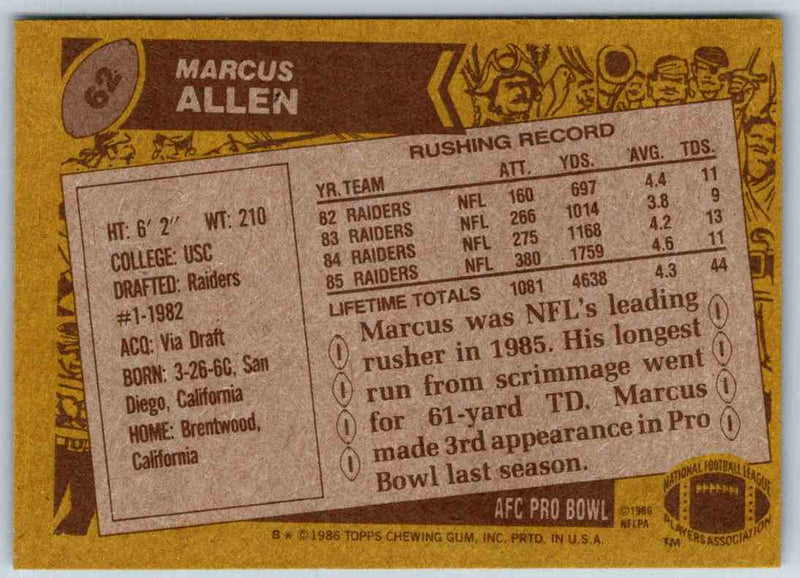 62
MARCUS
ALLEN
RUSHING RECORD
YR. TEAM ATT. YDS. AVG. TDS.
82 RAIDERS NFL 160 697 4.4 11
83 RAIDERS NFL 266 1014 3.8 9
84 RAIDERS NFL 275 1168 4.2 13
85 RAIDERS NFL 380 1759 4.6 11
LIFETIME TOTALS 1081 4638 4.3 44
HT: 6' 2" WT: 210
COLLEGE: USC
DRAFTED: Raiders
#1-1982
ACQ: Via Draft
BORN: 3-26-6C, San
Diego, California
HOME: Brentwood,
California
Marcus was NFL's leading
rusher in 1985. His longest
run from scrimmage went
for 61-yard TD. Marcus
made 3rd appearance in Pro
Bowl last season.
AFC PRO BOWL
©1986
NFLPA
NATIONAL FOOTBALL LEAGUE
PLAYERS ASSOCIATION
TM
B * © 1986 TOPPS CHEWING GUM, INC. PRTD. IN U.S.A.